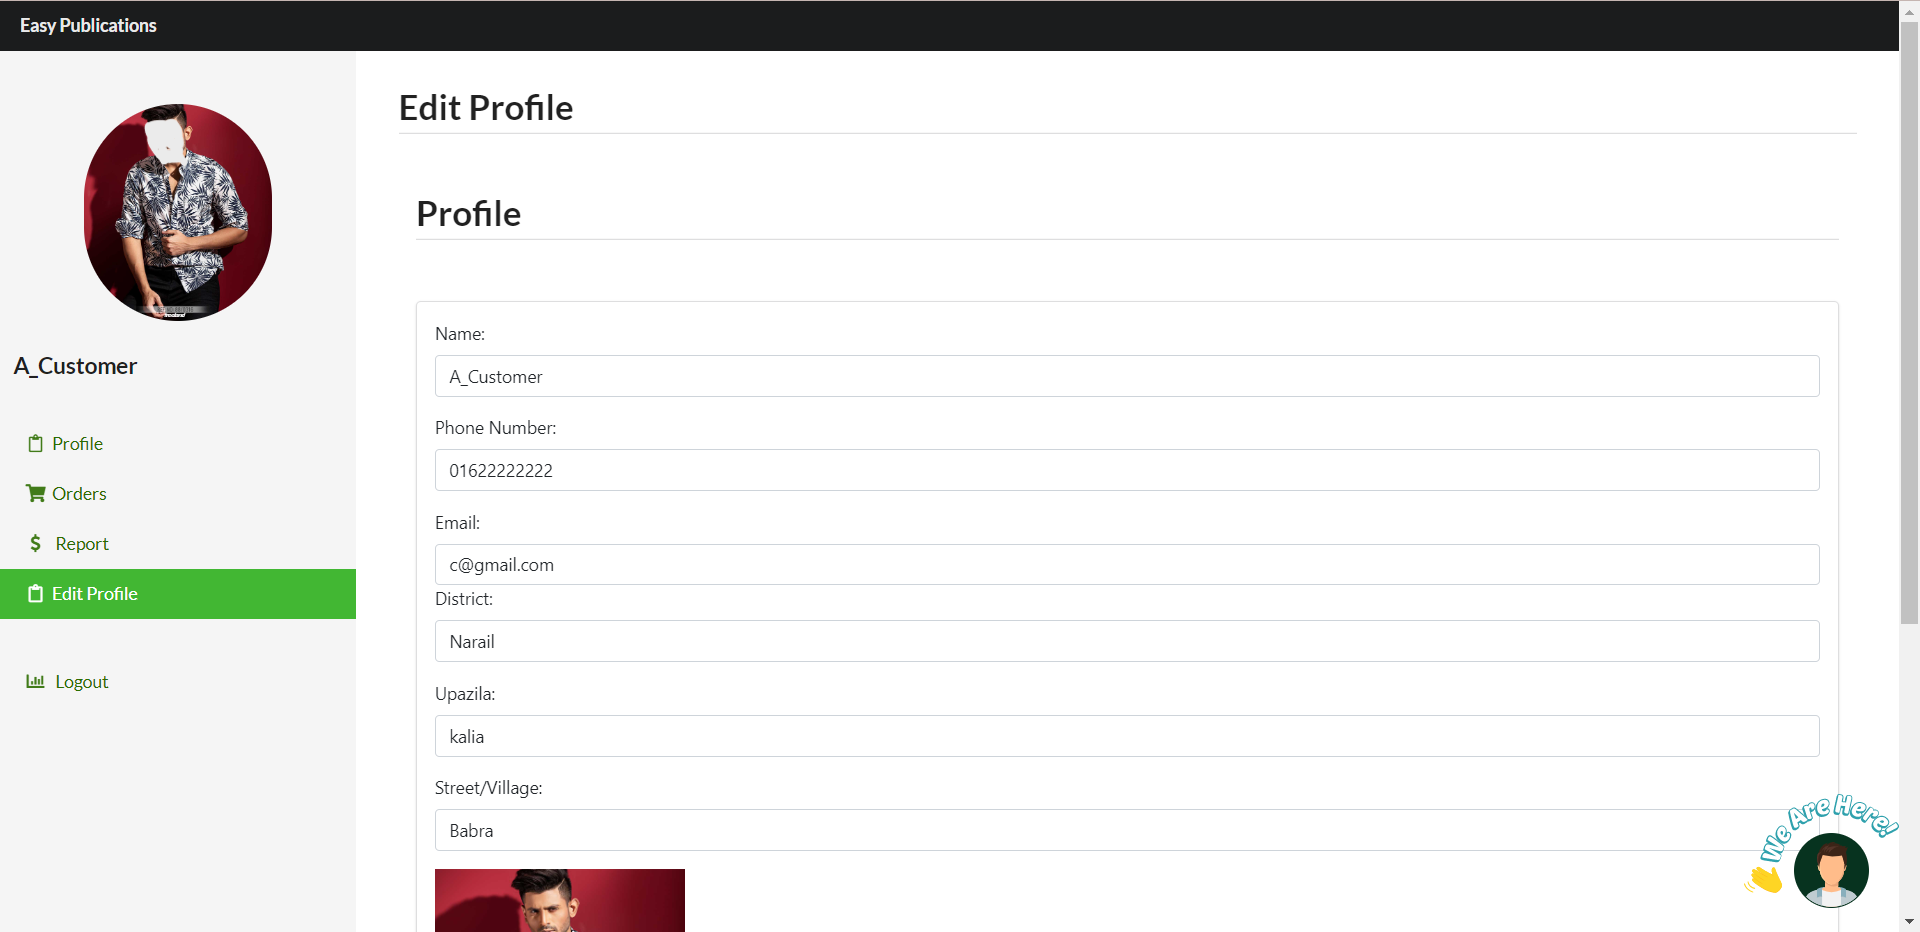 Easy Publications
A_Customer
Profile
Orders
Report
Edit Profile
Logout
Edit Profile
Profile
Name:
A_Customer
Phone Number:
01622222222
Email:
c@gmail.com
District:
Narail
Upazila:
kalia
Street/Village:
Babra
We Are Here!